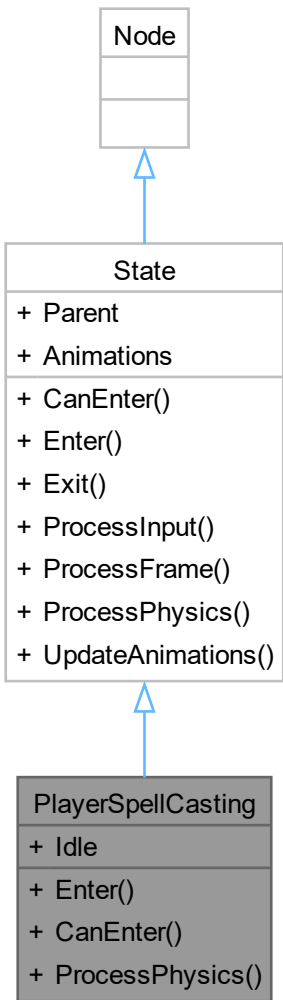 Node
State
+ Parent
+ Animations
+ CanEnter()
+ Enter()
+ Exit()
+ ProcessInput()
+ ProcessFrame()
+ ProcessPhysics()
+ UpdateAnimations()
PlayerSpellCasting
+ Idle
+ Enter()
+ CanEnter()
+ ProcessPhysics()